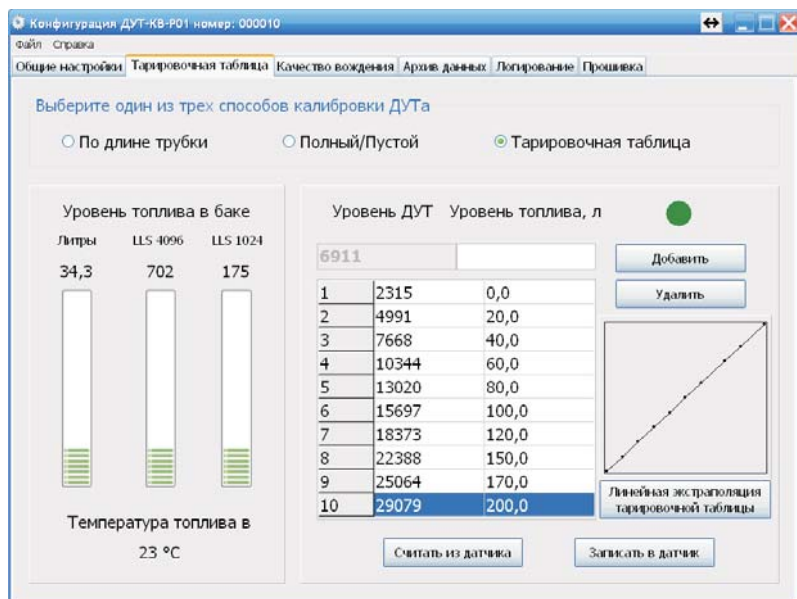 Конфигурация ДУТ-КВ-Р01 номер: 000010
Файл Справка
Общие настройки Тарировочная таблица Качество вождения Архив данных Логирование Прошивка
Выберите один из трех способов калибровки ДУТа
По длине трубки Полный/Пустой Тарировочная таблица
Уровень топлива в баке
Литры LLS 4096 LLS 1024
34,3 702 175
Температура топлива в
23 °C
Уровень ДУТ Уровень топлива, л
6911
Добавить
Удалить
1 2315 0,0
2 4991 20,0
3 7668 40,0
4 10344 60,0
5 13020 80,0
6 15697 100,0
7 18373 120,0
8 22388 150,0
9 25064 170,0
10 29079 200,0
Линейная экстраполяция
тарировочной таблицы
Считать из датчика Записать в датчик